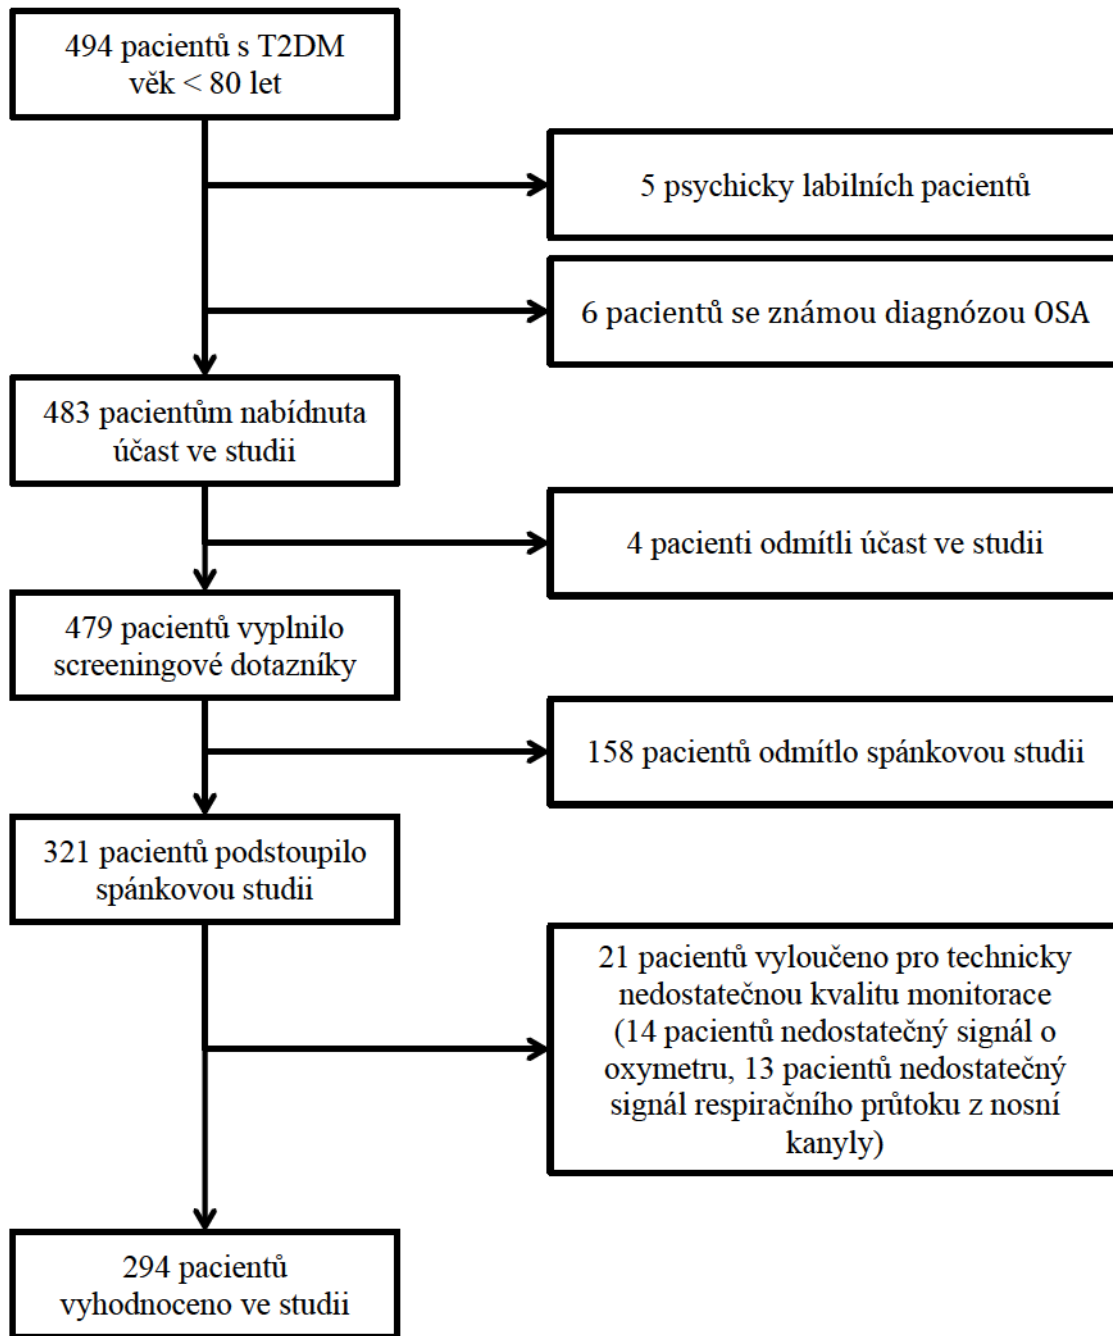 494 pacientů s T2DM
věk < 80 let
5 psychicky labilních pacientů
6 pacientů se známou diagnózou OSA
483 pacientům nabídnuta
účast ve studii
4 pacienti odmítli účast ve studii
479 pacientů vyplnilo
screeningové dotazníky
158 pacientů odmítlo spánkovou studii
321 pacientů podstoupilo
spánkovou studii
21 pacientů vyloučeno pro technicky
nedostatečnou kvalitu monitorace
(14 pacientů nedostatečný signál o
oxymetru, 13 pacientů nedostatečný
signál respiračního průtoku z nosní
kanyly)
294 pacientů
vyhodnoceno ve studii